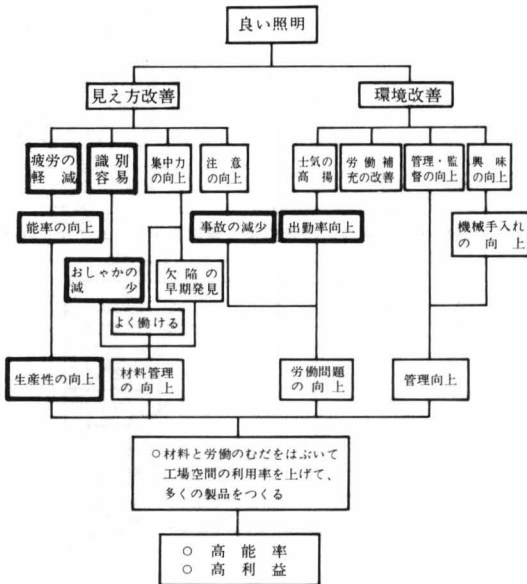 良い照明
見え方改善
環境改善
疲労の
軽減
識別
容易
集中力
の向上
注意
の向上
士気の
高揚
労働補
充の改善
管理・監
督の向上
興味
の向上
能率の向上
事故の減少
出勤率向上
機械手入れ
の向上
おしゃかの
減少
欠陥の
早期発見
よく働ける
生産性の向上
材料管理
の向上
労働問題
の向上
管理向上
○材料と労働のむだをはぶいて
工場空間の利用率を上げて、
多くの製品をつくる
○ 高能率
○ 高利益